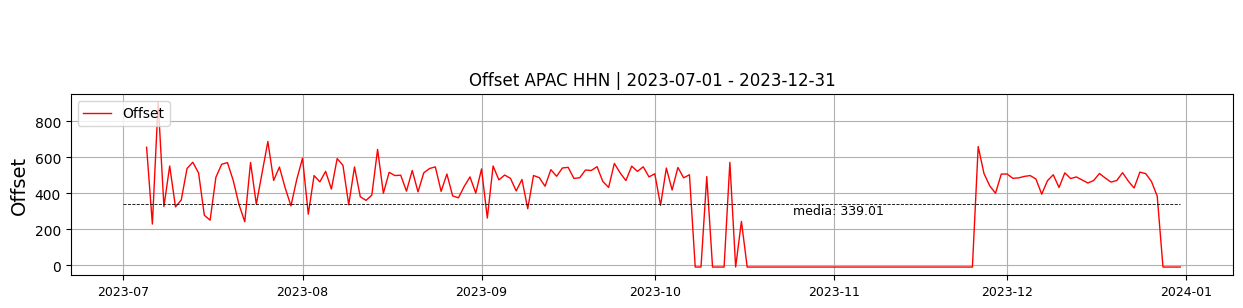 Offset APAC HHN | 2023-07-01 - 2023-12-31
Offset
Offset
800
600
400
200
0
media: 339.01
2023-07 2023-08 2023-09 2023-10 2023-11 2023-12 2024-01